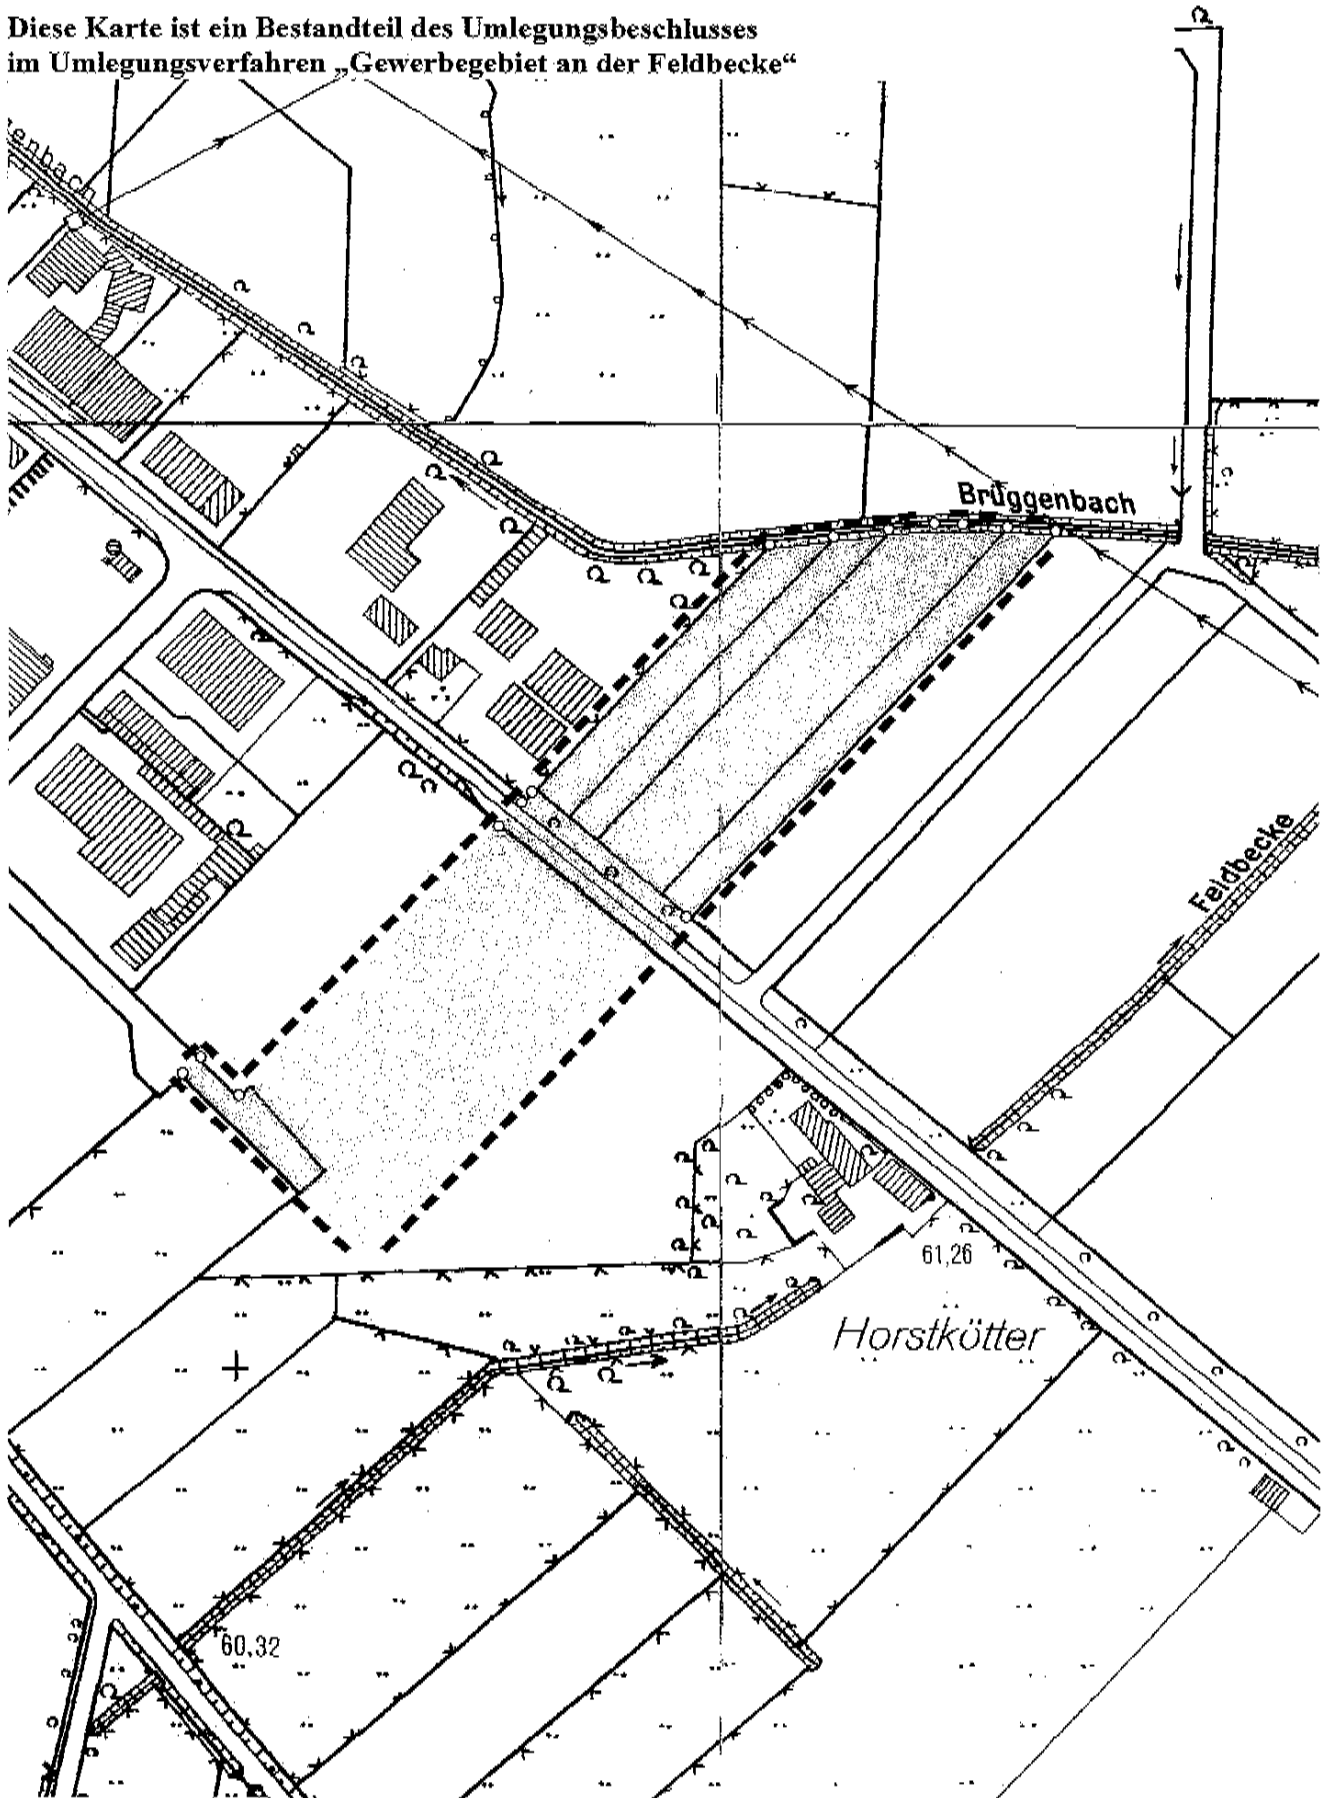 Diese Karte ist ein Bestandteil des Umlegungsbeschlusses
im Umlegungsverfahren „Gewerbegebiet an der Feldbecke“
enbach
Brüggenbach
Feldbecke
61,26
Horstkötter
60,32